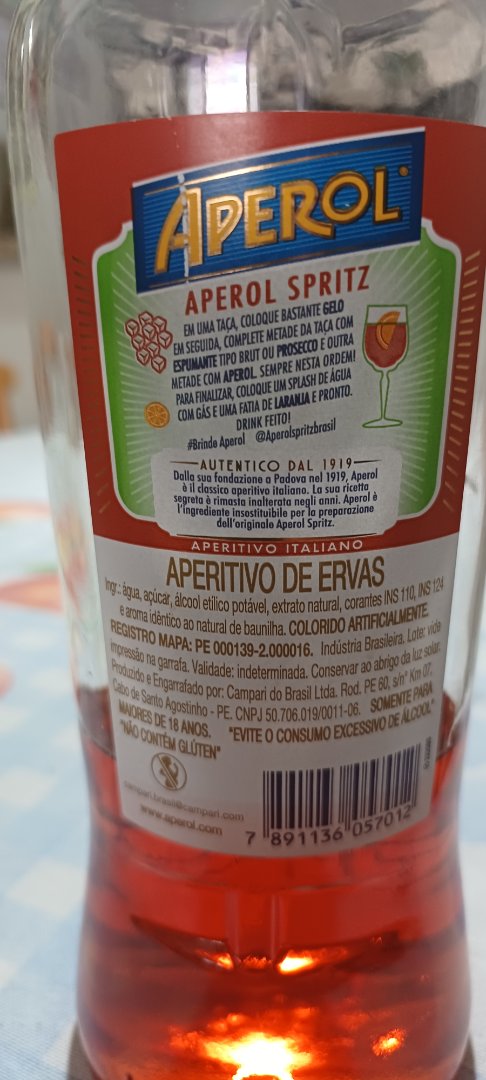 APEROL
APEROL SPRITZ
EM UMA TAÇA, COLOQUE BASTANTE GELO
EM SEGUIDA, COMPLETE METADE DA TAÇA COM
ESPUMANTE TIPO BRUT OU PROSECCO E OUTRA
METADE COM APEROL. SEMPRE NESTA ORDEM!
PARA FINALIZAR, COLOQUE UM SPLASH DE ÁGUA
COM GÁS E UMA FATIA DE LARANJA E PRONTO.
DRINK FEITO!
#Brinde Aperol @Aperolspritzbrasil
AUTENTICO DAL 1919
Dalla sua fondazione a Padova nel 1919, Aperol
è il classico aperitivo italiano. La sua ricetta
segreta è rimasta inalterata negli anni. Aperol è
l'ingrediente insostituibile per la preparazione
dell'originale Aperol Spritz.
APERITIVO ITALIANO
APERITIVO DE ERVAS
Ingr.: água, açúcar, álcool etílico potável, extrato natural, corantes INS 110, INS 124
e aroma idêntico ao natural de baunilha. COLORIDO ARTIFICIALMENTE.
REGISTRO MAPA: PE 000139-2.000016. Indústria Brasileira. Lote: vide
impressão na garrafa. Validade: indeterminada. Conservar ao abrigo da luz solar.
Produzido e Engarrafado por: Campari do Brasil Ltda. Rod. PE 60, s/nº Km 07,
Cabo de Santo Agostinho - PE. CNPJ 50.706.019/0011-06. SOMENTE PARA
MAIORES DE 18 ANOS. "EVITE O CONSUMO EXCESSIVO DE ÁLCOOL"
"NÃO CONTÉM GLÚTEN"
campari.brasil@campari.com
www.aperol.com
7 891136 057012